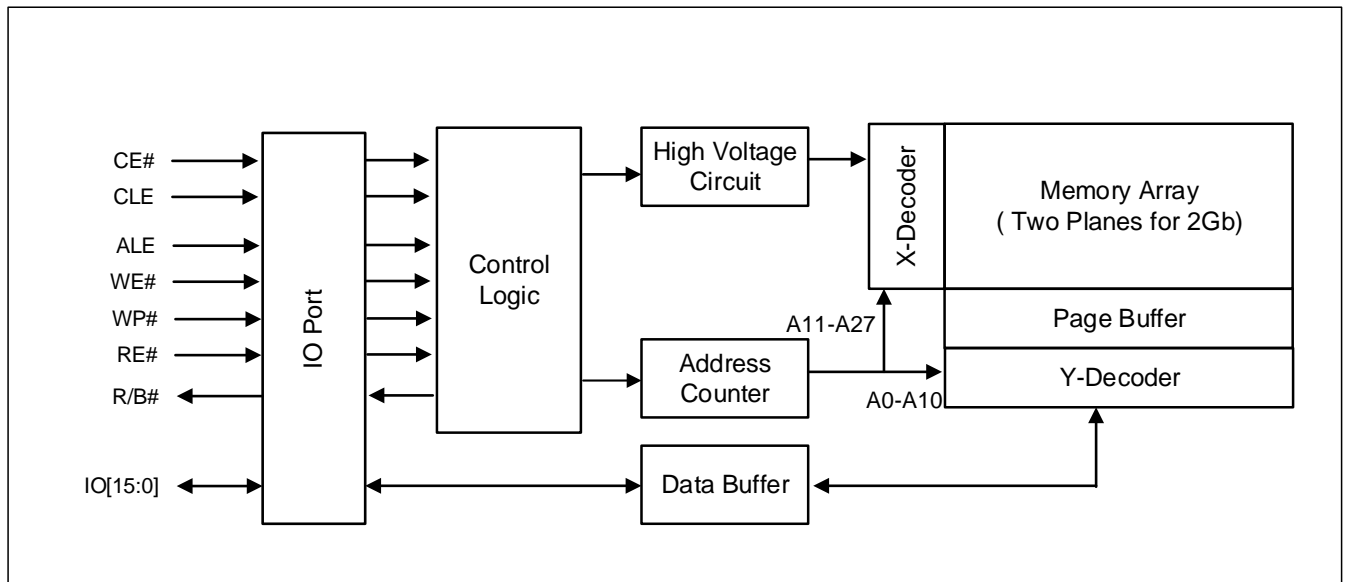 CE#
CLE
ALE
WE#
WP#
RE#
R/B#
IO[15:0]
IO Port
Control
Logic
High Voltage
Circuit
Address
Counter
Data Buffer
A11-A27
A0-A10
X-Decoder
Memory Array
( Two Planes for 2Gb)
Page Buffer
Y-Decoder